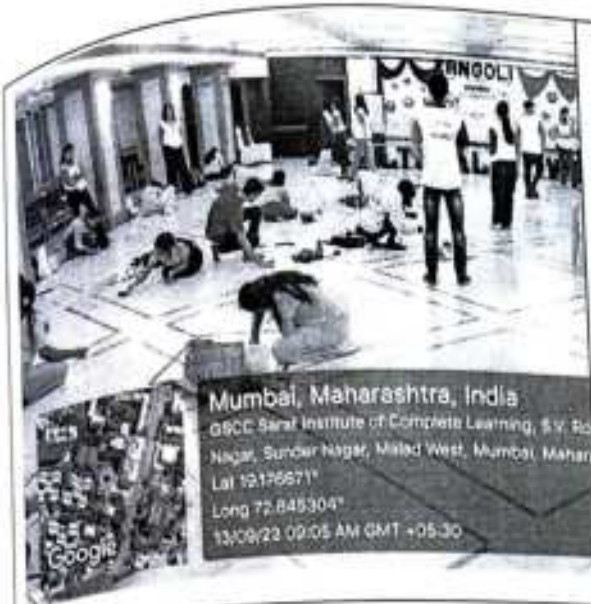 RANGOLI
Mumbai, Maharashtra, India
GSCC Saraf Institute of Complete Learning, S.V. Ro
Nagar, Sunder Nagar, Malad West, Mumbai, Mahar
Lat 19.176671°
Long 72.845304°
13/09/23 09:05 AM GMT +05:30
Google